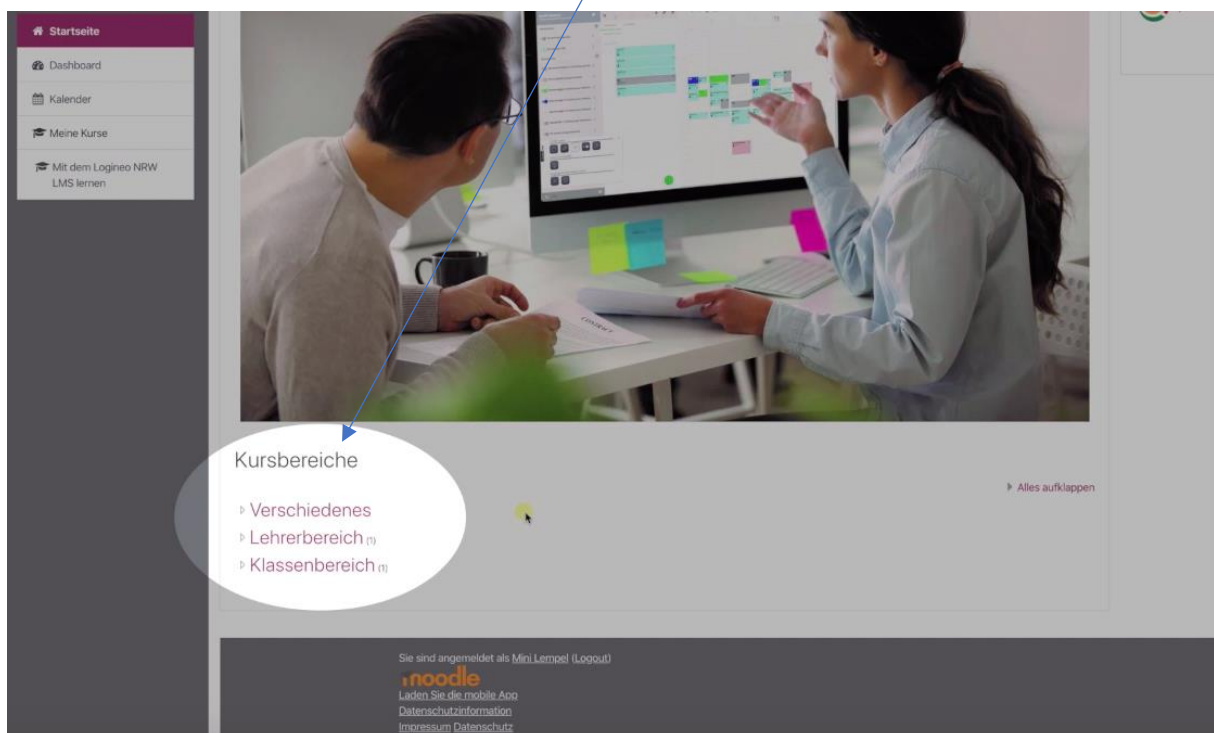 Startseite
Dashboard
Kalender
Meine Kurse
Mit dem Logineo NRW
LMS lernen
CONTRACT
Kursbereiche
Alles aufklappen
Verschiedenes
Lehrerbereich (1)
Klassenbereich (1)
Sie sind angemeldet als Mini Lempel (Logout)
moodle
Laden Sie die mobile App
Datenschutzinformation
Impressum Datenschutz